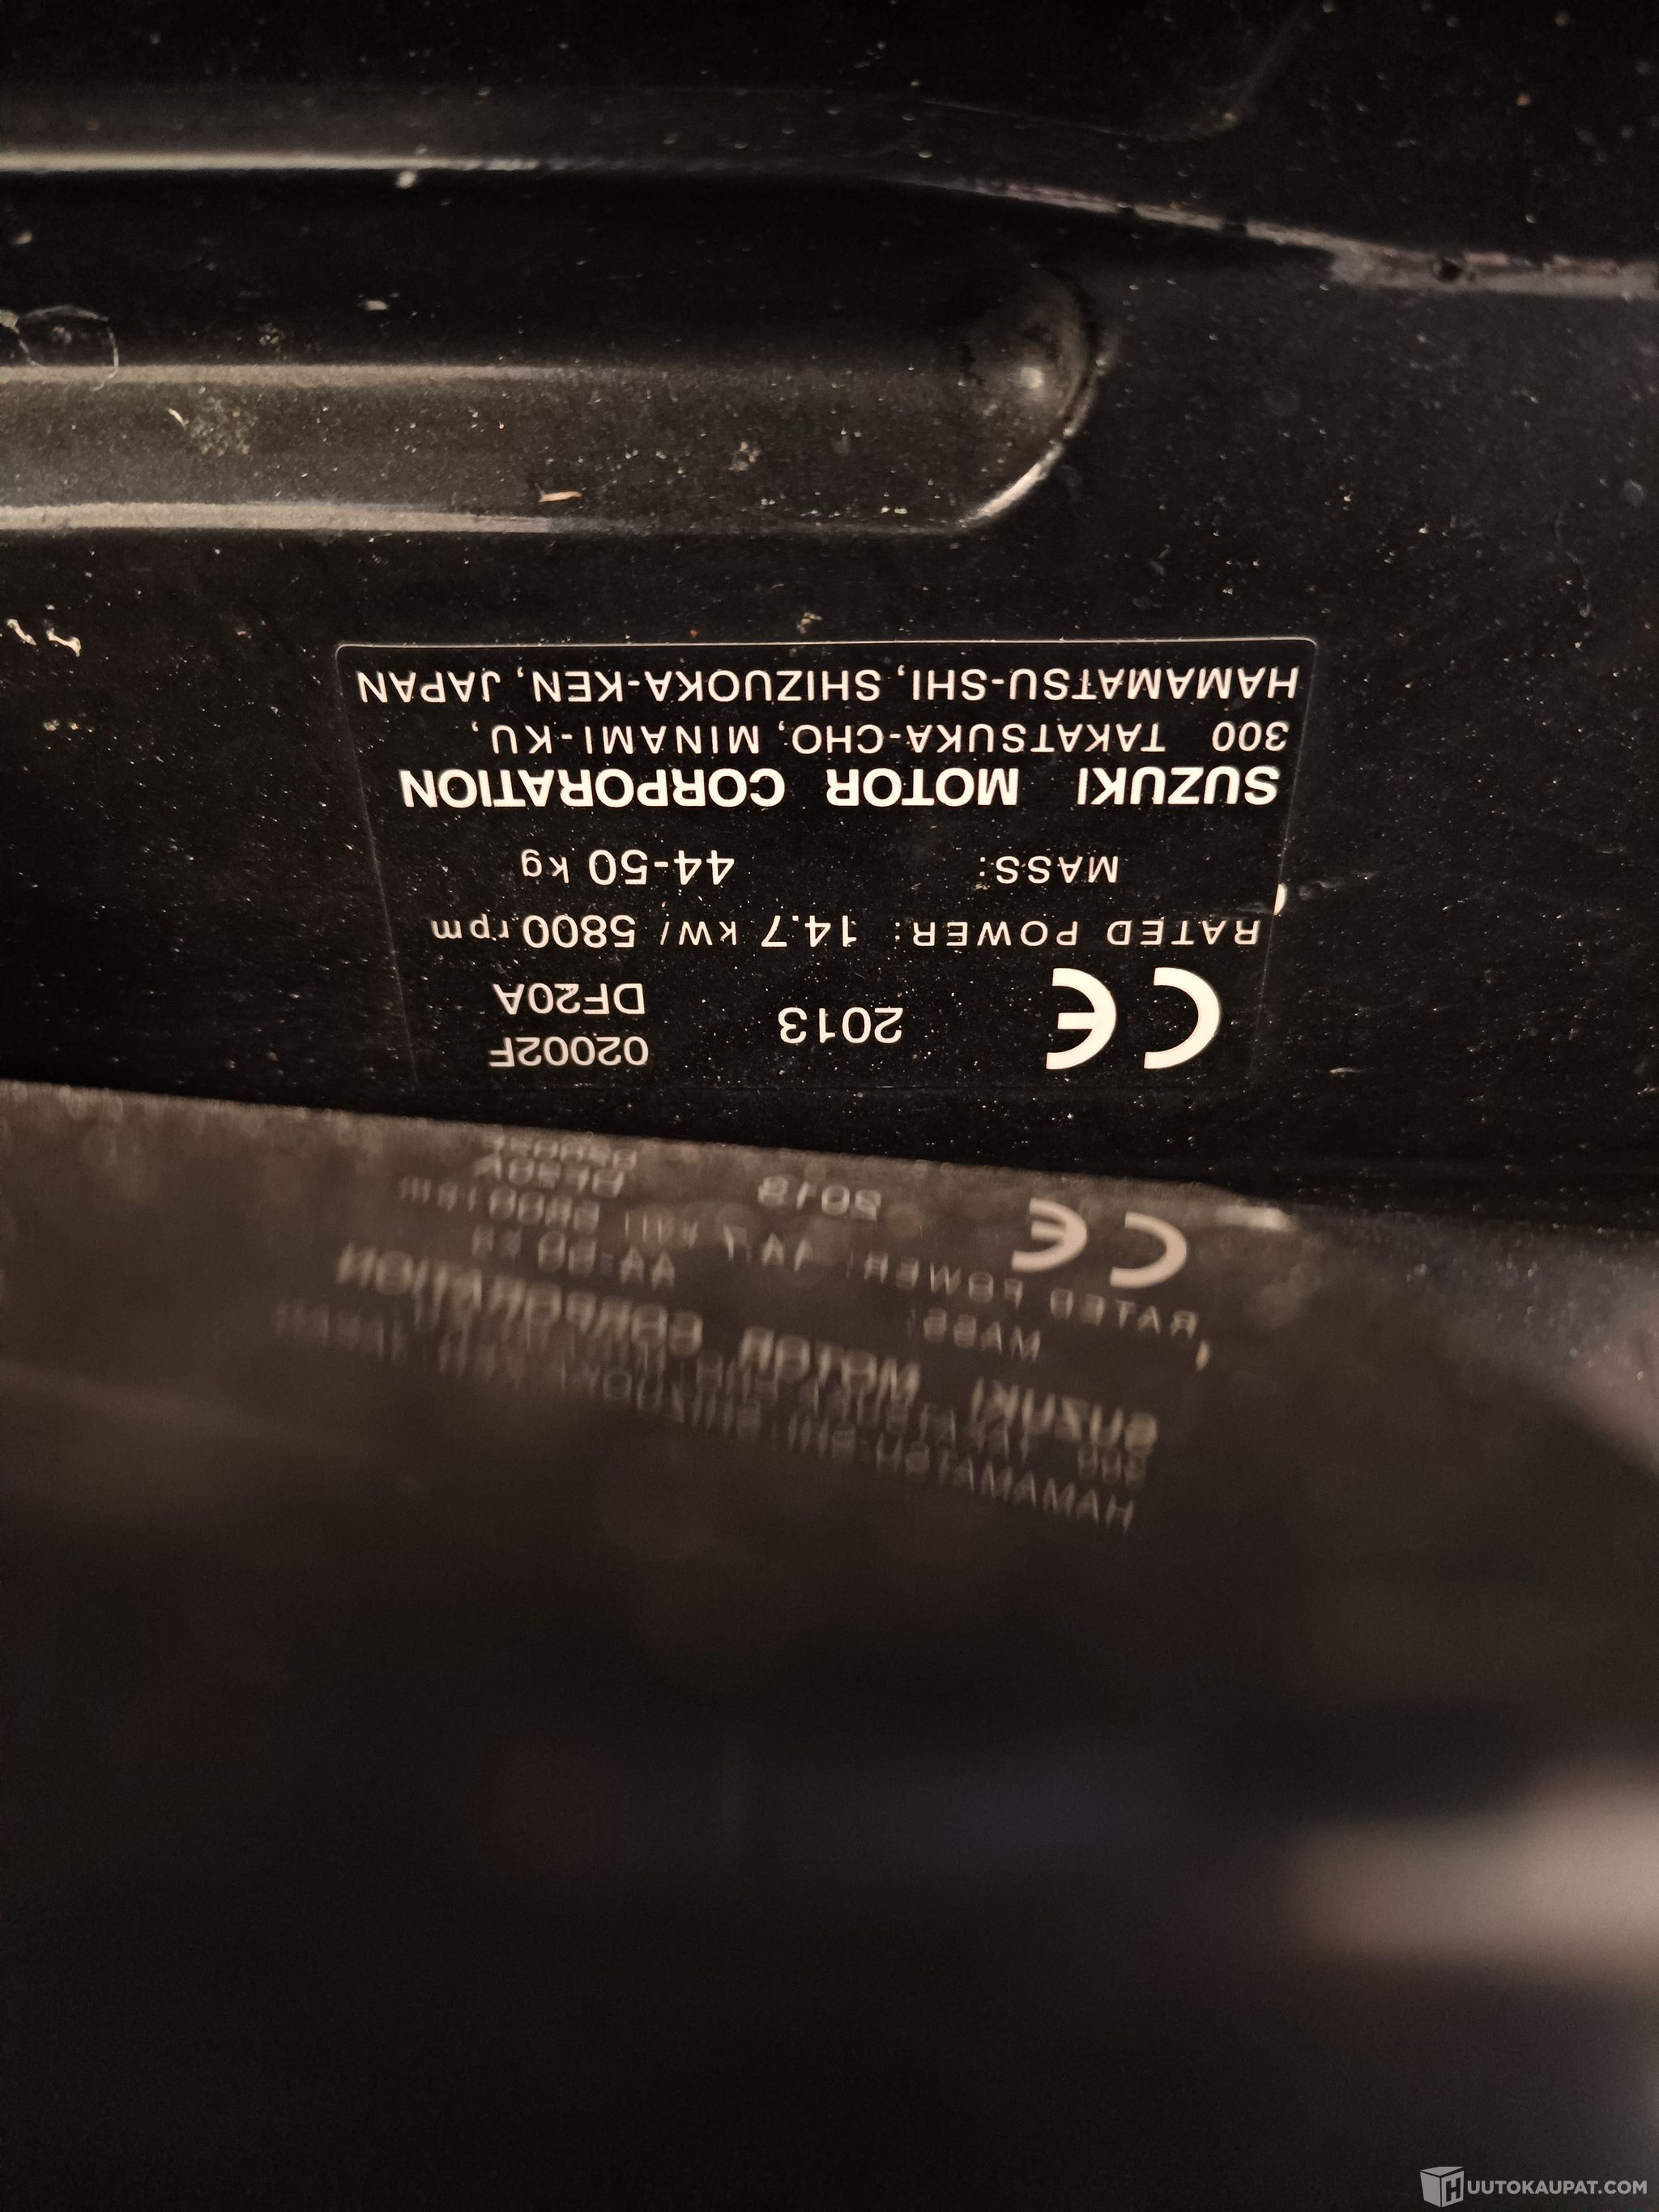 CE 2013 02002F
DF20A
RATED POWER: 14.7 kW/ 5800 rpm
MASS: 44-50 kg
SUZUKI MOTOR CORPORATION
300 TAKATSUKA-CHO, MINAMI-KU,
HAMAMATSU-SHI, SHIZUOKA-KEN, JAPAN
HUUTOKAUPAT.COM